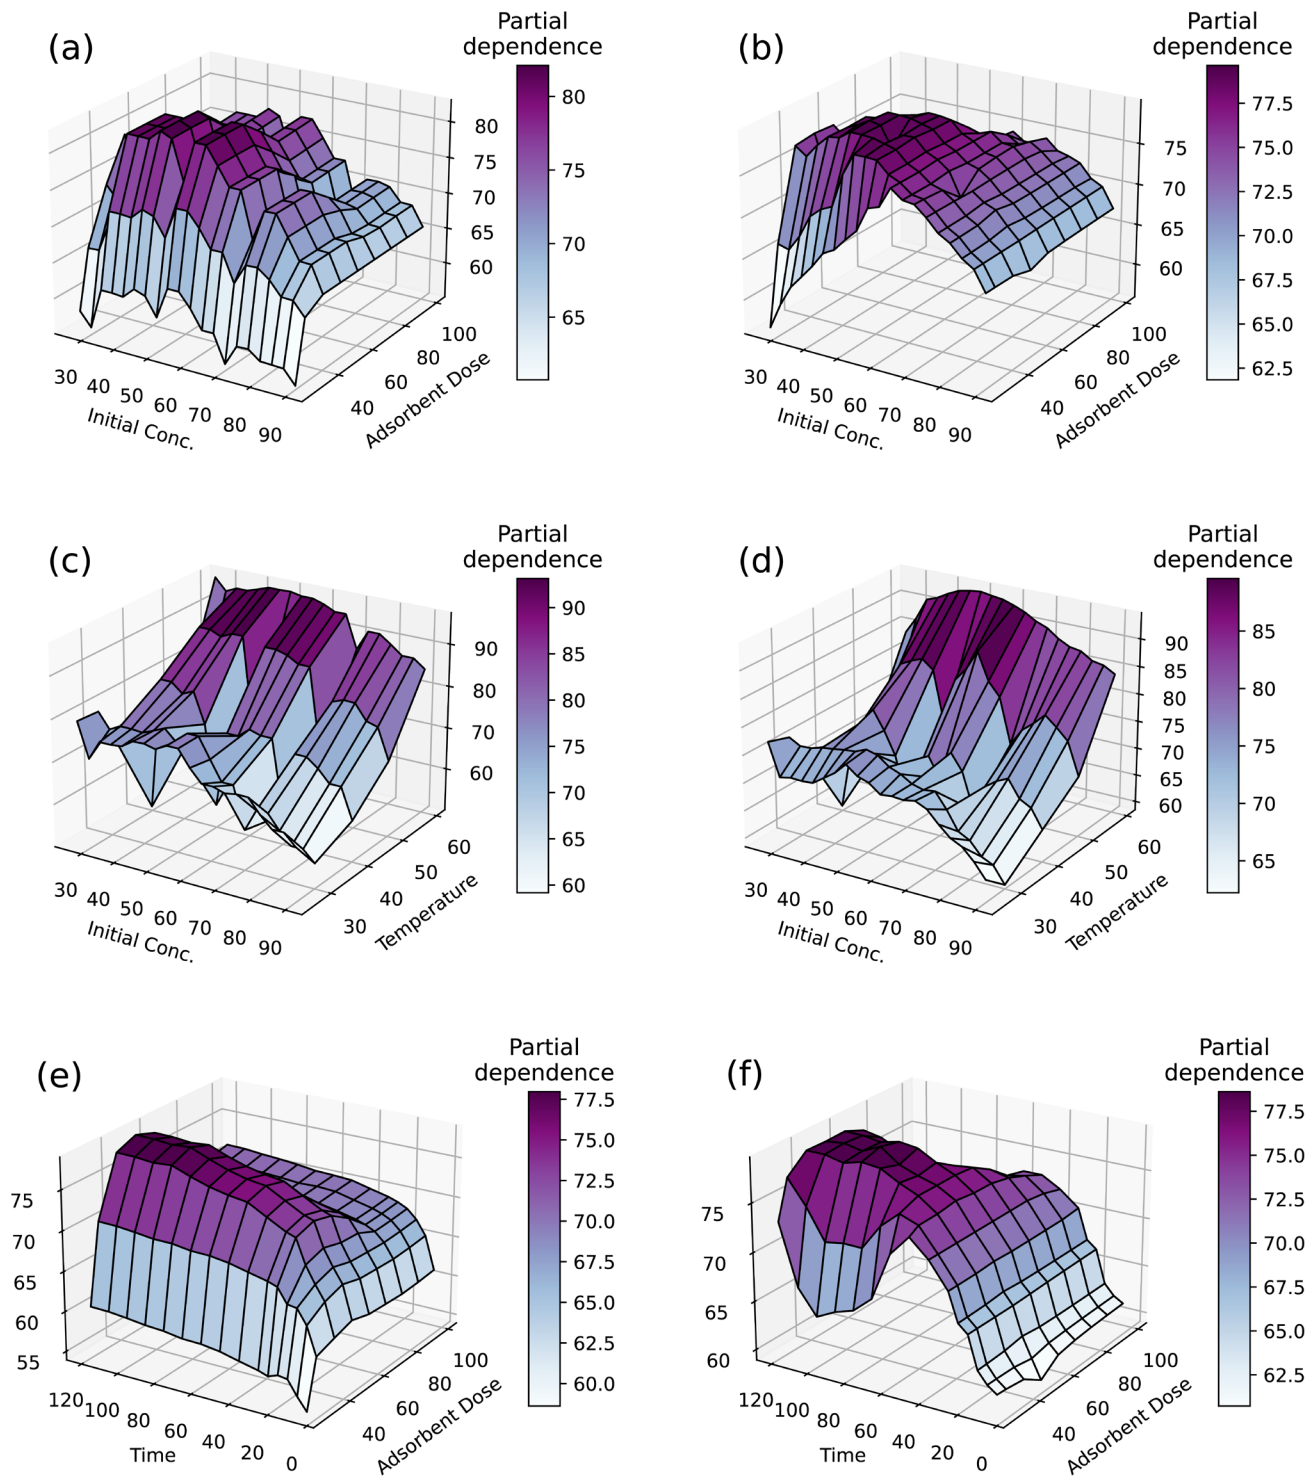 (a)
Partial
dependence
80
75
70
65
80
75
70
65
60
30 40 50 60 70 80 90
Initial Conc.
40 60 80 100
Adsorbent Dose
(b)
Partial
dependence
77.5
75.0
72.5
70.0
67.5
65.0
62.5
75
70
65
60
30 40 50 60 70 80 90
Initial Conc.
40 60 80 100
Adsorbent Dose
(c)
Partial
dependence
90
85
80
75
70
65
60
90
80
70
60
30 40 50 60 70 80 90
Initial Conc.
30 40 50 60
Temperature
(d)
Partial
dependence
85
80
75
70
65
90
85
80
75
70
65
60
30 40 50 60 70 80 90
Initial Conc.
30 40 50 60
Temperature
(e)
Partial
dependence
77.5
75.0
72.5
70.0
67.5
65.0
62.5
60.0
75
70
65
60
55
120 100 80 60 40 20 0
Time
40 60 80 100
Adsorbent Dose
(f)
Partial
dependence
77.5
75.0
72.5
70.0
67.5
65.0
62.5
75
70
65
60
120 100 80 60 40 20 0
Time
40 60 80 100
Adsorbent Dose